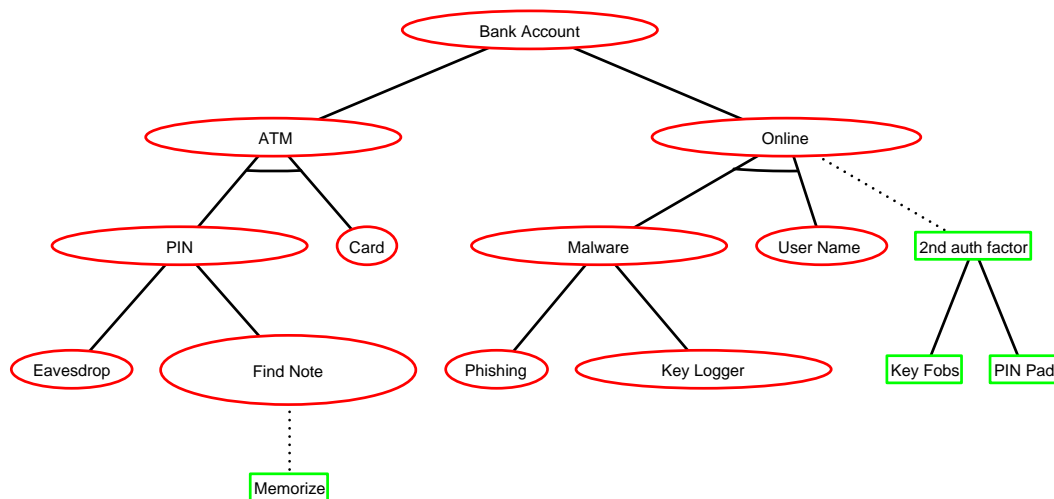 Bank Account
ATM
Online
PIN
Card
Malware
User Name
2nd auth factor
Eavesdrop
Find Note
Phishing
Key Logger
Key Fobs
PIN Pad
Memorize